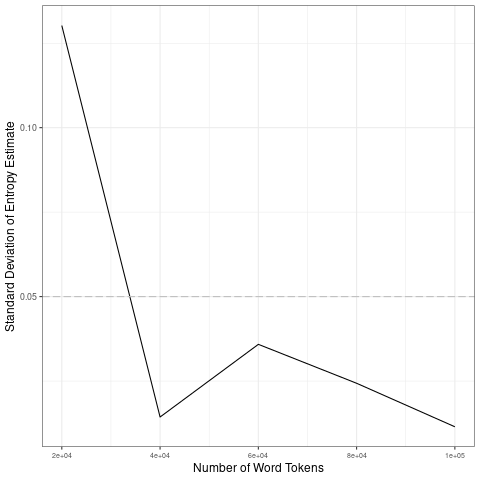 Standard Deviation of Entropy Estimate
0.10
0.05
2e+04 4e+04 6e+04 8e+04 1e+05
Number of Word Tokens